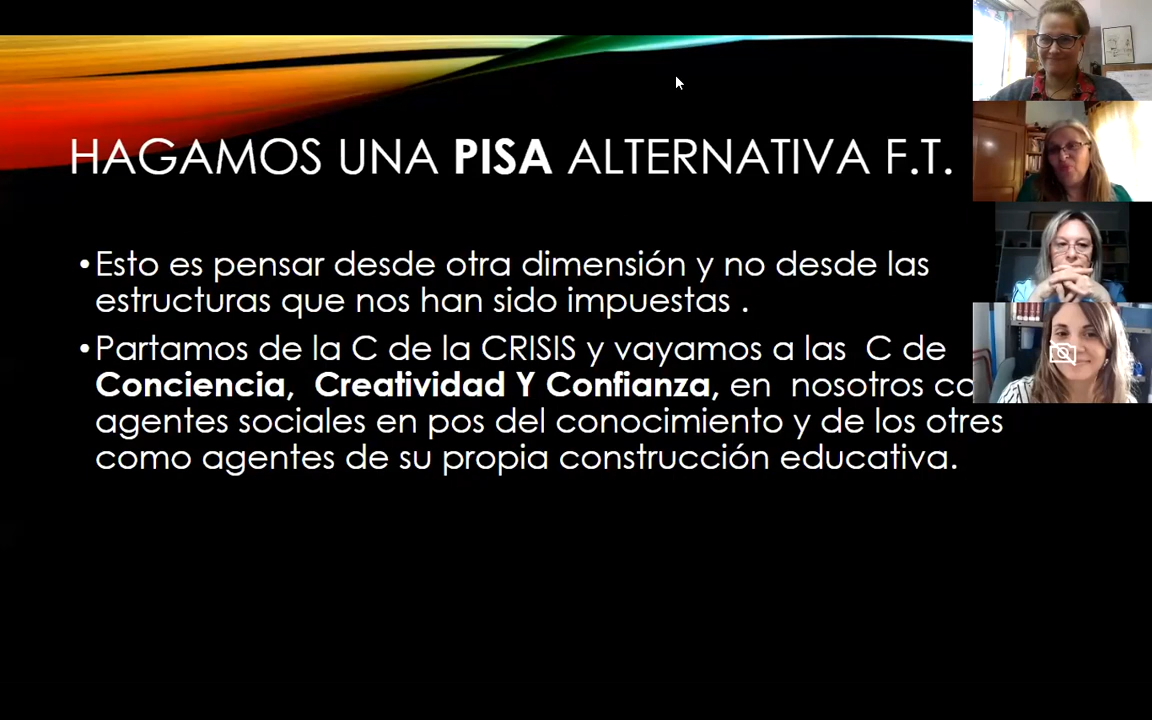 HAGAMOS UNA PISA ALTERNATIVA F.T.
•Esto es pensar desde otra dimensión y no desde las
estructuras que nos han sido impuestas .
•Partamos de la C de la CRISIS y vayamos a las C de
Conciencia, Creatividad Y Confianza, en nosotros
agentes sociales en pos del conocimiento y de los otres
como agentes de su propia construcción educativa.